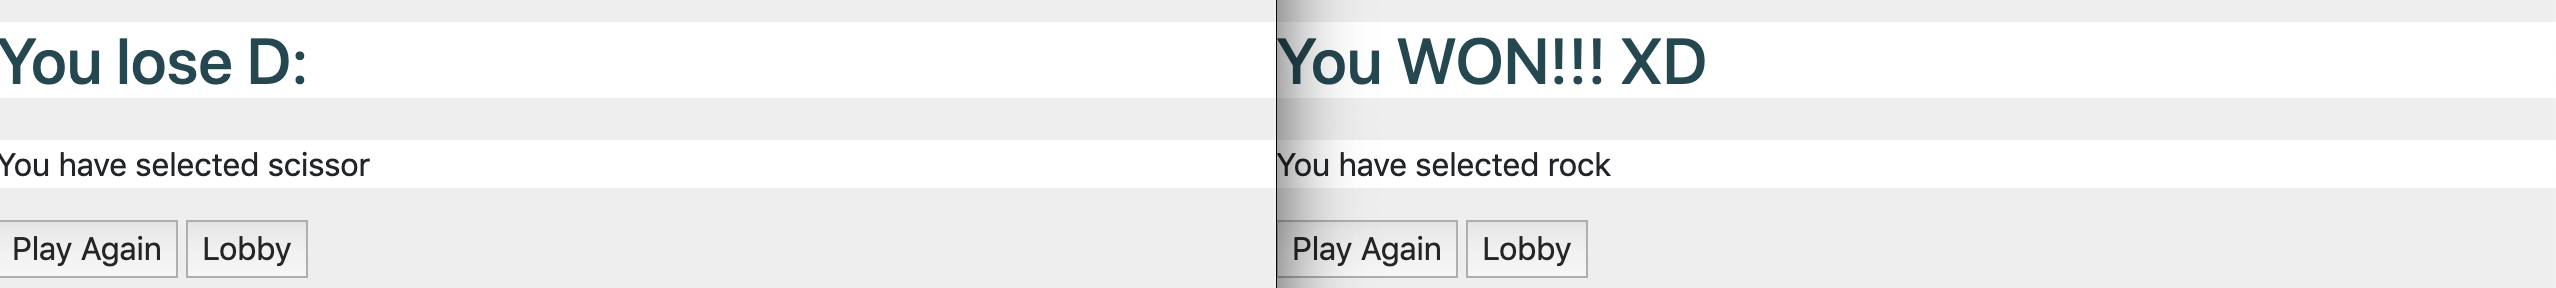 You lose D:
You have selected scissor
Play Again
Lobby
You WON!!! XD
You have selected rock
Play Again
Lobby